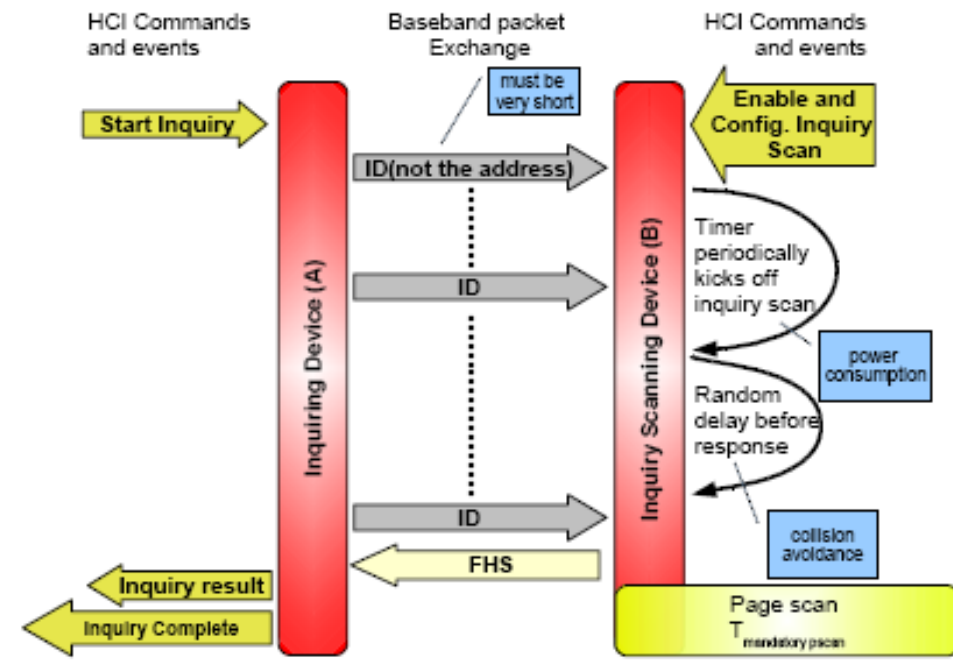 HCI Commands
and events
Baseband packet
Exchange
HCI Commands
and events
must be
very short
Start Inquiry
Enable and
Config. Inquiry
Scan
ID(not the address)
Inquiring Device (A)
Inquiry Scanning Device (B)
Timer
periodically
kicks off
inquiry scan
ID
power
consumption
Random
delay before
response
ID
collision
avoidance
FHS
Inquiry result
Inquiry Complete
Page scan
T mandatory pscan